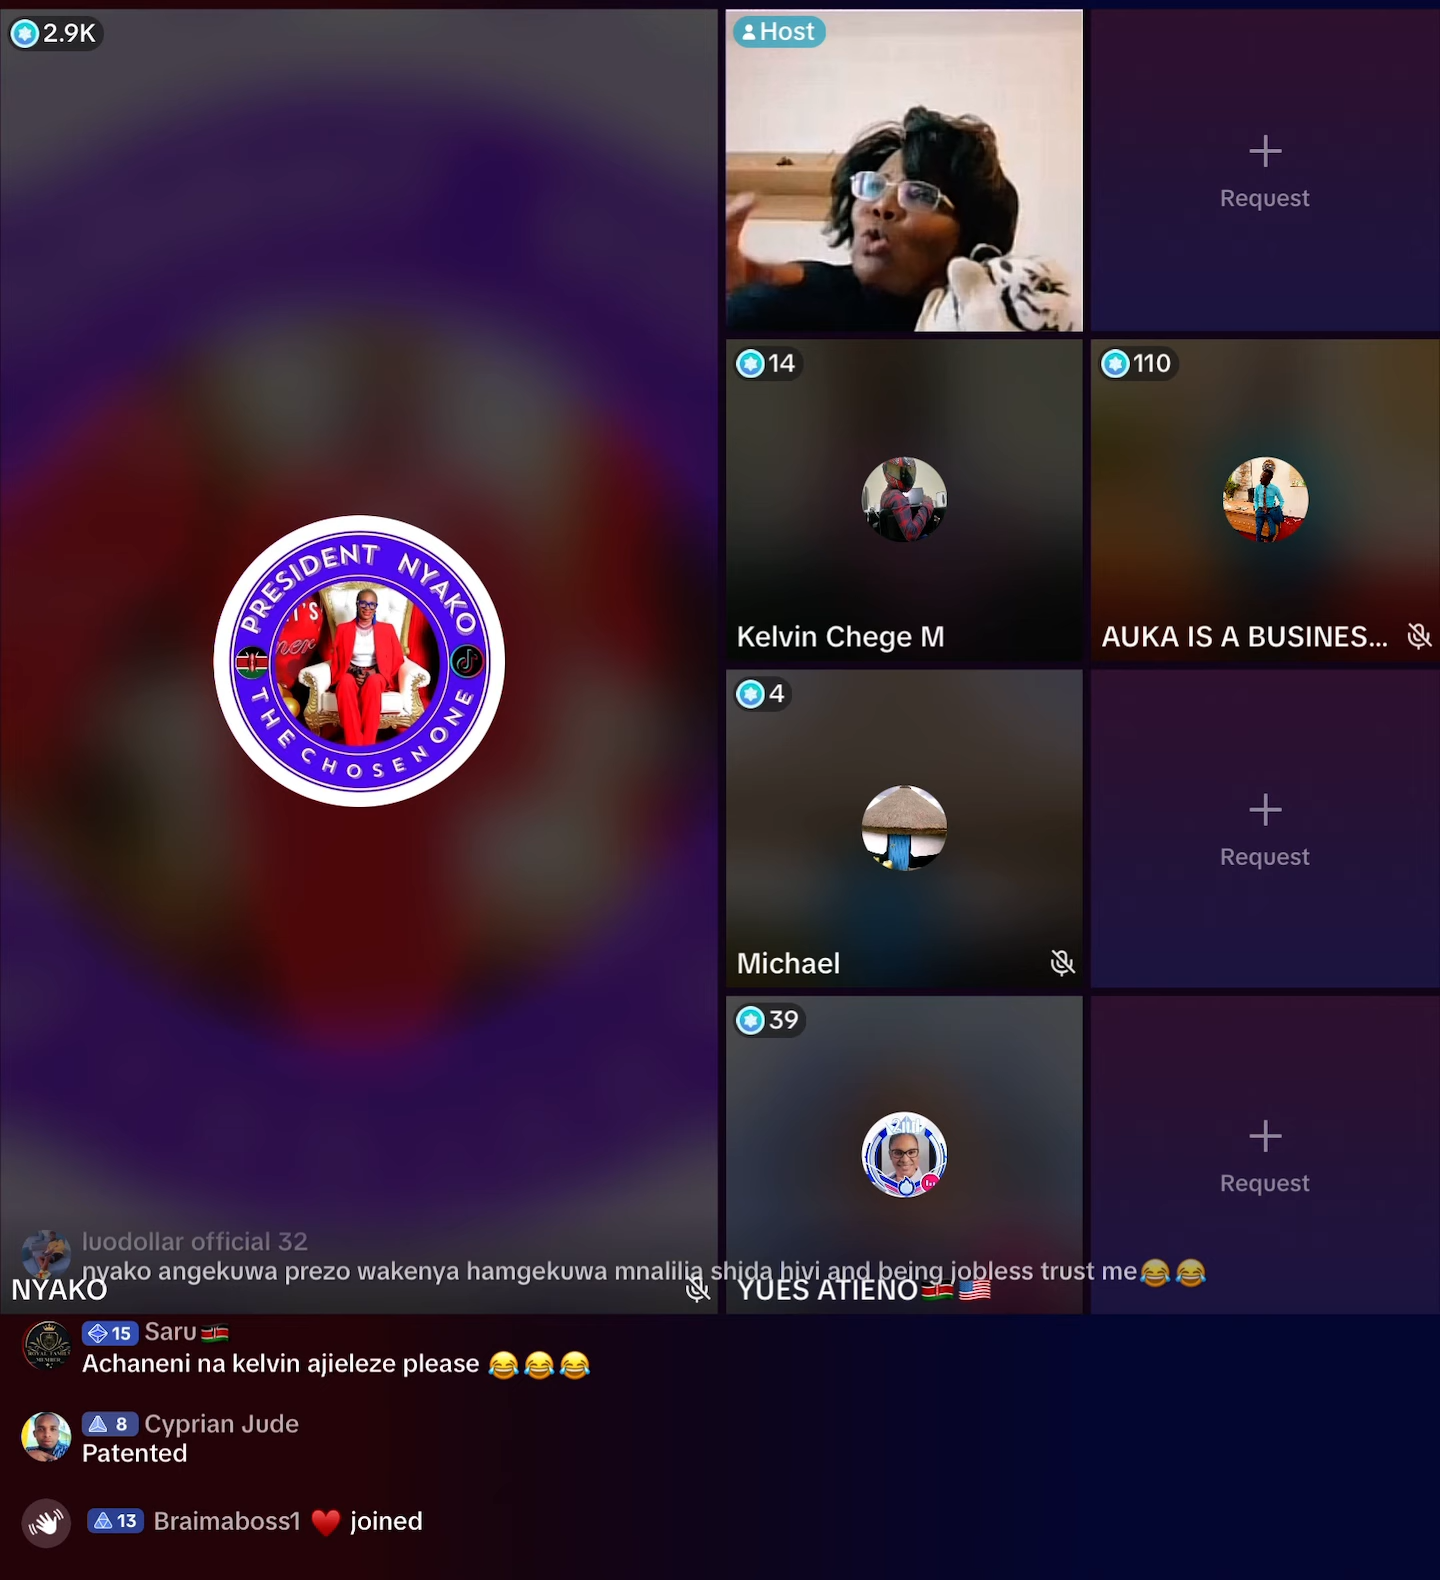 2.9K
Host
Request
PRESIDENT NYAKO
THE CHOSEN ONE
14
Kelvin Chege M
110
AUKA IS A BUSINES...
4
Michael
Request
39
YUES ATIENO🇰🇪🇺🇸
Request
NYAKO
luodollar official 32
nyako angekuwa prezo wakenya hamgekuwa mnalilia shida hivi and being jobless trust me😂😂
15 Saru🇰🇪
Achaneni na kelvin ajieleze please 😂😂😂
8 Cyprian Jude
Patented
13 Braimaboss1 ❤️ joined